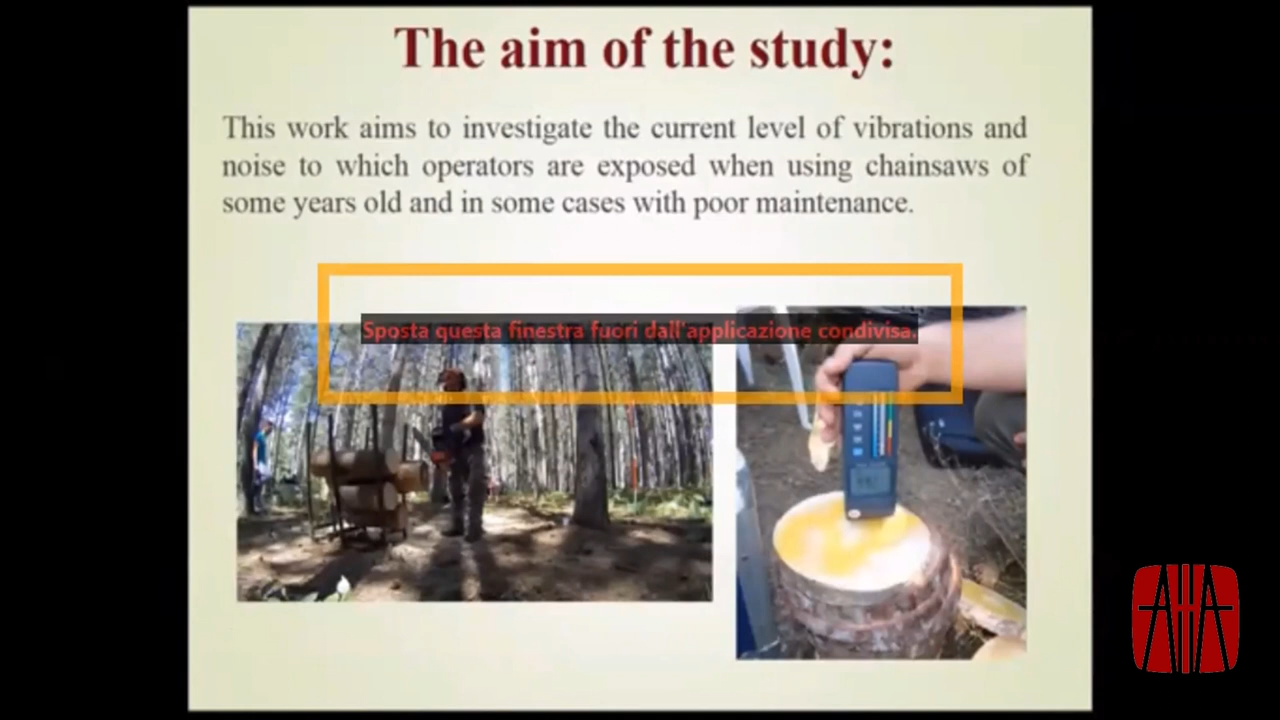 The aim of the study:
This work aims to investigate the current level of vibrations and
noise to which operators are exposed when using chainsaws of
some years old and in some cases with poor maintenance.
Sposta questa finestra fuori dall'applicazione condivisa.